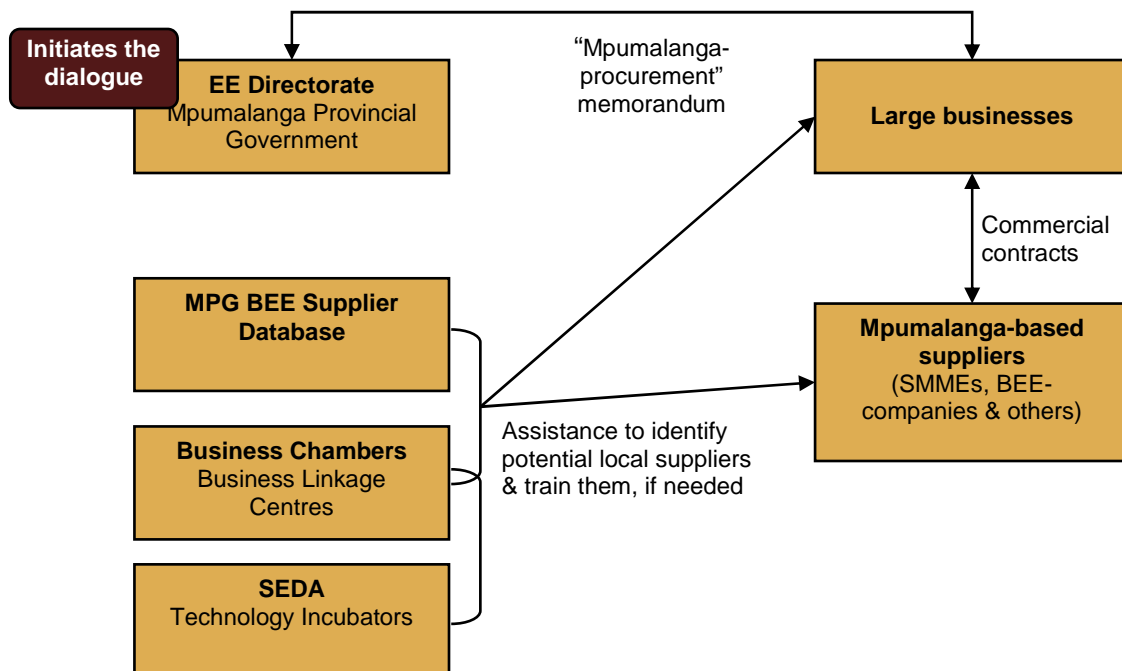 Initiates the
dialogue
EE Directorate
Mpumalanga Provincial
Government
“Mpumalanga-
procurement”
memorandum
Large businesses
Commercial
contracts
MPG BEE Supplier
Database
Mpumalanga-based
suppliers
(SMMEs, BEE-
companies & others)
Business Chambers
Business Linkage
Centres
Assistance to identify
potential local suppliers
& train them, if needed
SEDA
Technology Incubators